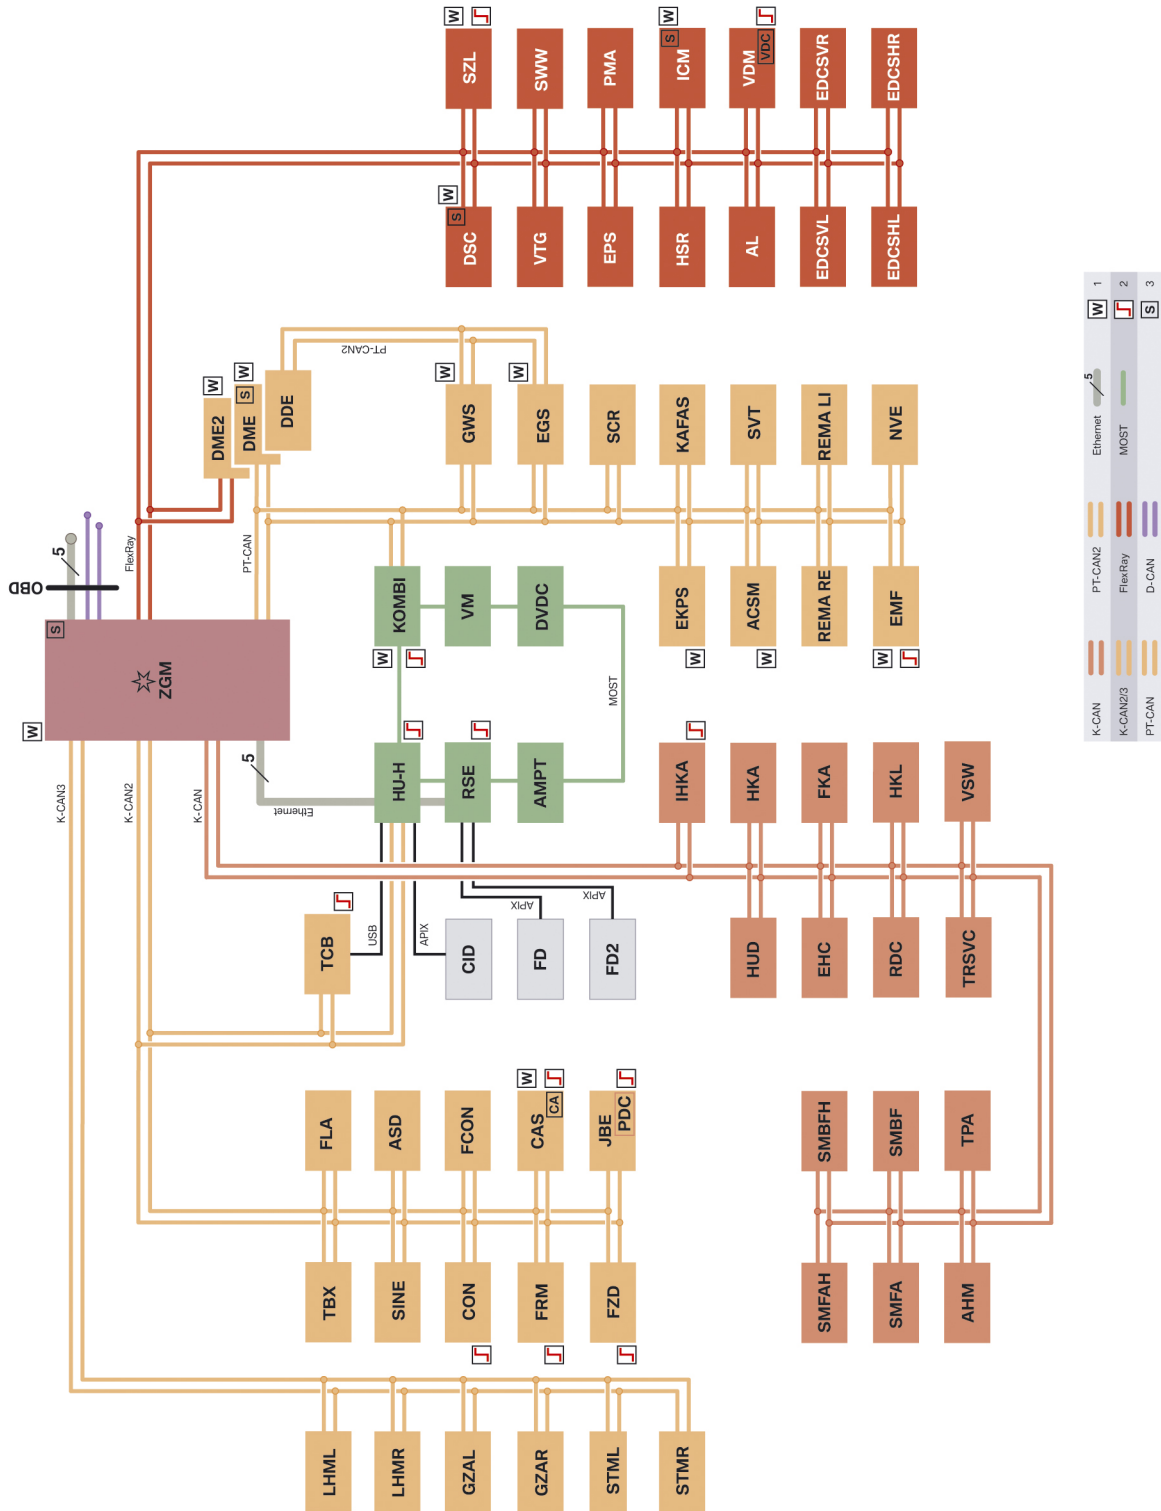 K-CAN3
K-CAN2
K-CAN
Ethernet
5
W
ZGM
S
OBD
5
FlexRay
PT-CAN
LHML
LHMR
GZAL
GZAR
STML
STMR
TBX
SINE
CON
FRM
FZD
FLA
ASD
FCON
CAS
CA
W
JBE
PDC
TCB
USB
APIX
APIX
APIX
CID
FD
FD2
HU-H
RSE
AMPT
MOST
KOMBI
W
VM
DVDC
DME2
W
DME
S
W
DDE
PT-CAN2
GWS
W
EGS
W
SCR
KAFAS
SVT
REMA LI
NVE
EKPS
W
ACSM
W
REMA RE
EMF
W
DSC
S
W
VTG
EPS
HSR
AL
EDCSVL
EDCSHL
SZL
W
SWW
PMA
ICM
S
W
VDM
VDC
EDCSVR
EDCSHR
IHKA
HKA
FKA
HKL
VSW
HUD
EHC
RDC
TRSVC
SMFAH
SMFA
AHM
SMBFH
SMBF
TPA
K-CAN
PT-CAN2
Ethernet
5
W
1
K-CAN2/3
FlexRay
MOST
2
PT-CAN
D-CAN
S
3